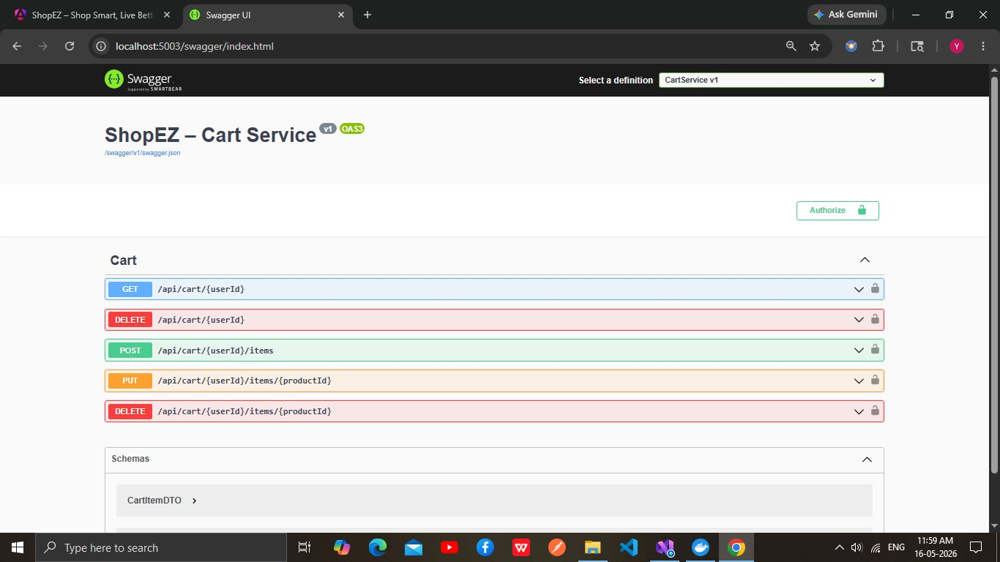 ShopEZ – Shop Smart, Live Bett
Swagger UI
Ask Gemini
localhost:5003/swagger/index.html
Y
Swagger
Supported by SMARTBEAR
Select a definition
CartService v1
ShopEZ – Cart Service v1 OAS3
/swagger/v1/swagger.json
Authorize
Cart
GET /api/cart/{userId}
DELETE /api/cart/{userId}
POST /api/cart/{userId}/items
PUT /api/cart/{userId}/items/{productId}
DELETE /api/cart/{userId}/items/{productId}
Schemas
CartItemDTO
Type here to search
ENG
11:59 AM
16-05-2026